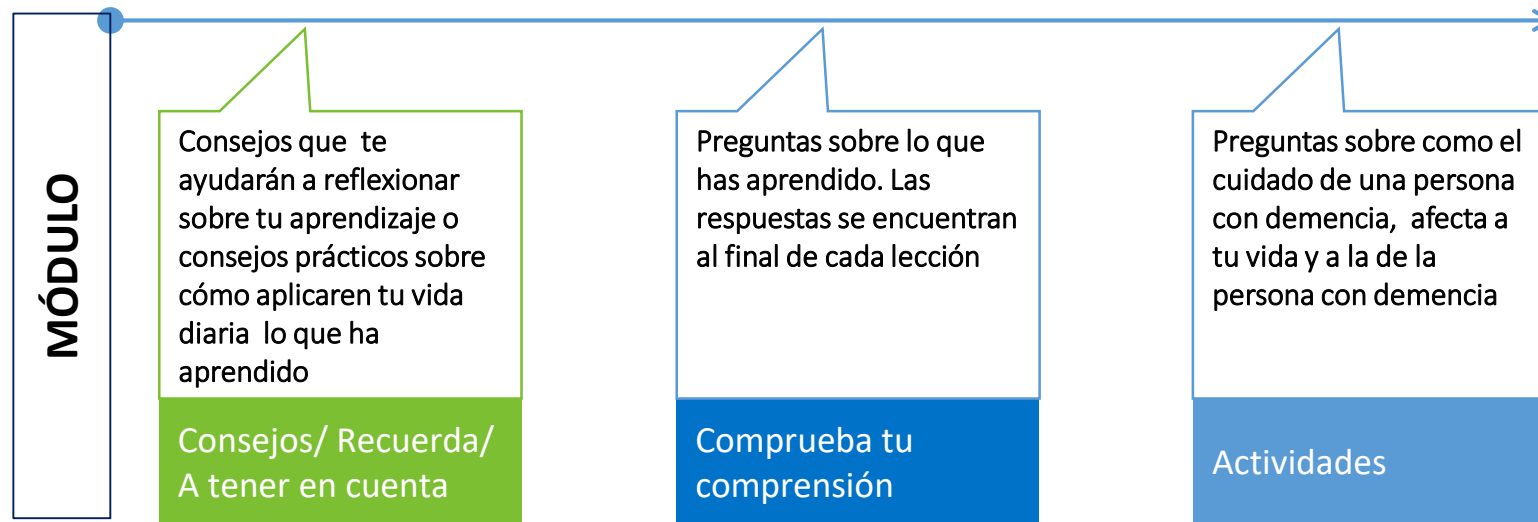 MÓDULO
Consejos que te
ayudarán a reflexionar
sobre tu aprendizaje o
consejos prácticos sobre
cómo aplicaren tu vida
diaria lo que ha
aprendido
Consejos/ Recuerda/
A tener en cuenta
Preguntas sobre lo que
has aprendido. Las
respuestas se encuentran
al final de cada lección
Comprueba tu
comprensión
Preguntas sobre como el
cuidado de una persona
con demencia, afecta a
tu vida y a la de la
persona con demencia
Actividades